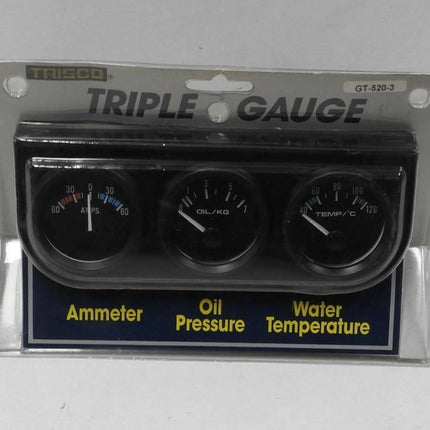 TRISCO
GT-520-3
TRIPLE GAUGE
60 30 0 30 60
AMPS.
1 3 5 7
OIL/KG
40 60 80 100 120
TEMP/°C
Ammeter
Oil
Pressure
Water
Temperature